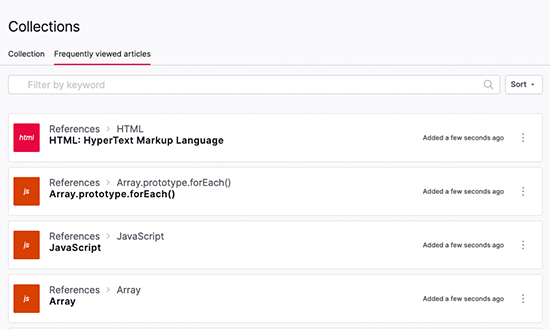 Collections
Collection Frequently viewed articles
Filter by keyword Sort
References > HTML
html HTML: HyperText Markup Language Added a few seconds ago
References > Array.prototype.forEach()
js Array.prototype.forEach() Added a few seconds ago
References > JavaScript
js JavaScript Added a few seconds ago
References > Array
js Array Added a few seconds ago